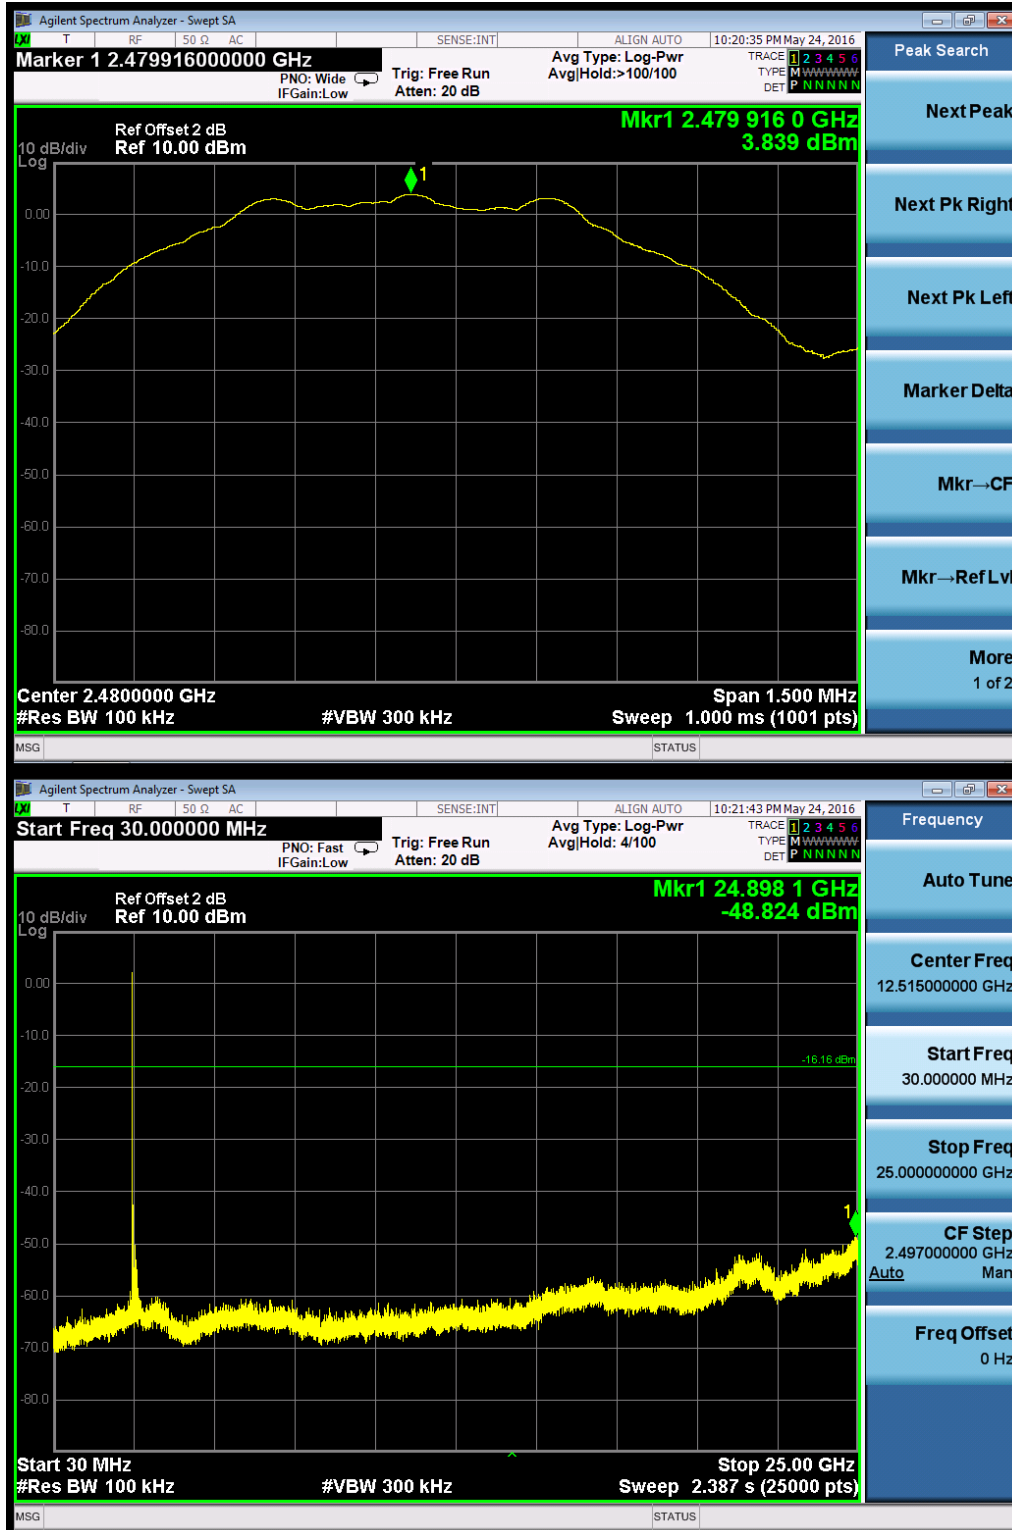 Agilent Spectrum Analyzer - Swept SA
LXI T RF 50 Ω AC SENSE:INT ALIGN AUTO 10:20:35 PM May 24, 2016
Marker 1 2.479916000000 GHz
PNO: Wide
IFGain:Low
Trig: Free Run
Atten: 20 dB
Avg Type: Log-Pwr
Avg|Hold:>100/100
TRACE 1 2 3 4 5 6
TYPE M WWWWW
DET P N N N N N
Ref Offset 2 dB
Ref 10.00 dBm
10 dB/div
Log
Mkr1 2.479 916 0 GHz
3.839 dBm
1
0.00
-10.0
-20.0
-30.0
-40.0
-50.0
-60.0
-70.0
-80.0
Center 2.4800000 GHz
Span 1.500 MHz
#Res BW 100 kHz
#VBW 300 kHz
Sweep 1.000 ms (1001 pts)
MSG
STATUS
Peak Search
Next Peak
Next Pk Right
Next Pk Left
Marker Delta
Mkr→CF
Mkr→Ref Lvl
More
1 of 2
Agilent Spectrum Analyzer - Swept SA
LXI T RF 50 Ω AC SENSE:INT ALIGN AUTO 10:21:43 PM May 24, 2016
Start Freq 30.000000 MHz
PNO: Fast
IFGain:Low
Trig: Free Run
Atten: 20 dB
Avg Type: Log-Pwr
Avg|Hold: 4/100
TRACE 1 2 3 4 5 6
TYPE M WWWWW
DET P N N N N N
Ref Offset 2 dB
Ref 10.00 dBm
10 dB/div
Log
Mkr1 24.898 1 GHz
-48.824 dBm
0.00
-10.0
-16.16 dBm
-20.0
-30.0
-40.0
1
-50.0
-60.0
-70.0
-80.0
Start 30 MHz
Stop 25.00 GHz
#Res BW 100 kHz
#VBW 300 kHz
Sweep 2.387 s (25000 pts)
MSG
STATUS
Frequency
Auto Tune
Center Freq
12.515000000 GHz
Start Freq
30.000000 MHz
Stop Freq
25.000000000 GHz
CF Step
2.497000000 GHz
Auto Man
Freq Offset
0 Hz